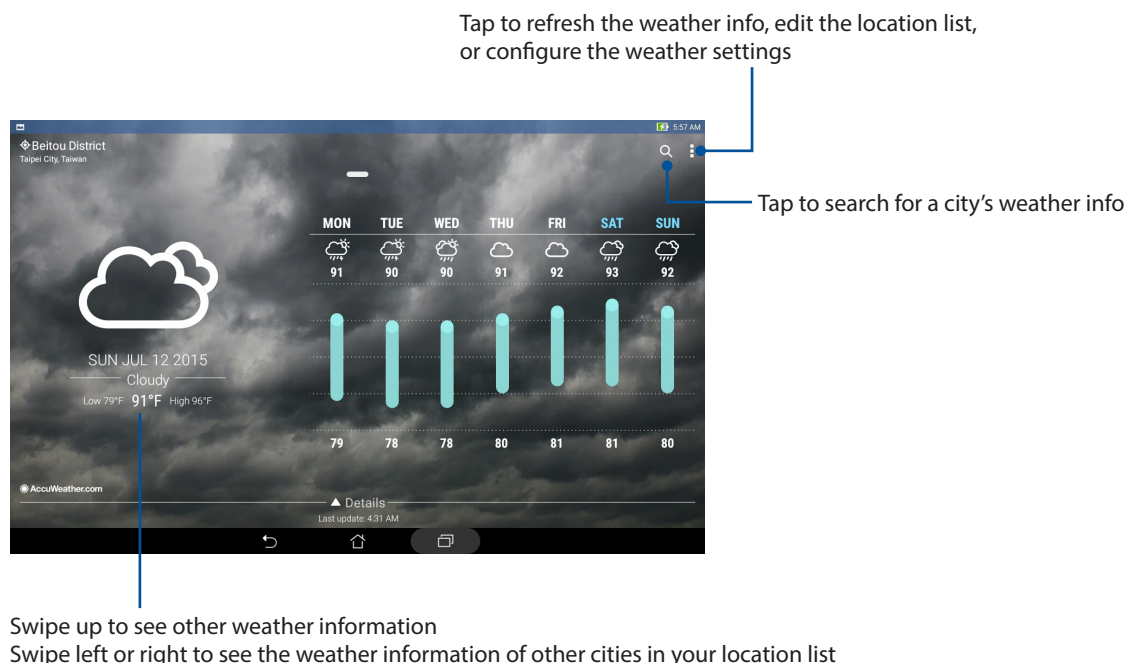 Tap to refresh the weather info, edit the location list,
or configure the weather settings
5:57 AM
Beitou District
Taipei City, Taiwan
Tap to search for a city's weather info
MON TUE WED THU FRI SAT SUN
91 90 90 91 92 93 92
SUN JUL 12 2015
Cloudy
Low 79°F 91°F High 96°F
79 78 78 80 81 81 80
AccuWeather.com
Details
Last update: 4:31 AM
Swipe up to see other weather information
Swipe left or right to see the weather information of other cities in your location list